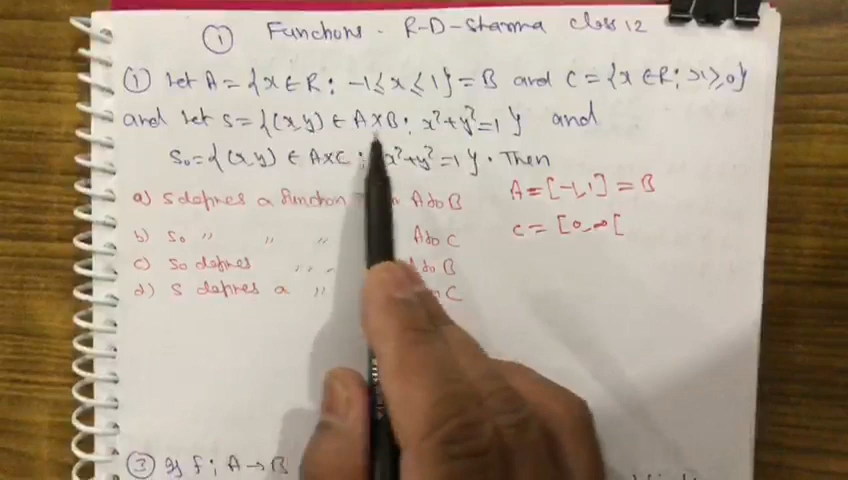 ① Functions - R-D-Sharma class 12
① Let A = {x ∈ R : -1 ≤ x ≤ 1} = B and C = {x ∈ R : x ≥ 0}
and Let S = {(x,y) ∈ A×B : x²+y²=1} and
S₀ = {(x,y) ∈ A×C : x²+y²=1}. Then
a) S defines a function A to B
A = [-1,1] = B
b) S₀ " " " A to C
C = [0,∞[
c) S₀ defines " " A to B
d) S defines a " C
③ If f : A → B